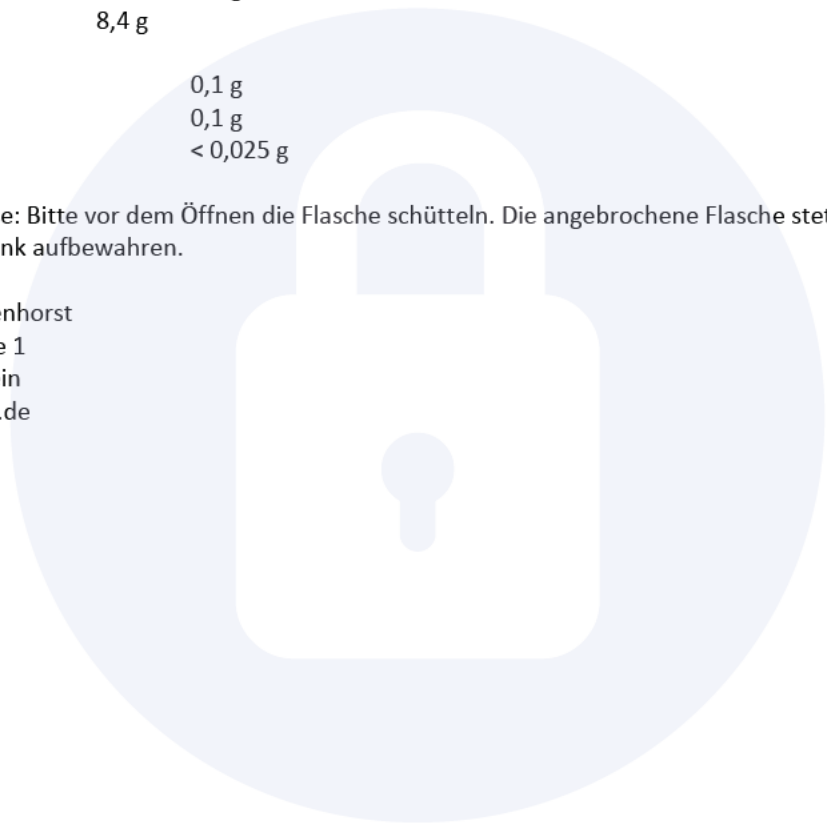 8,4 g
0,1 g
0,1 g
< 0,025 g
e: Bitte vor dem Öffnen die Flasche schütteln. Die angebrochene Flasche stet
nk aufbewahren.
enhorst
e 1
in
.de